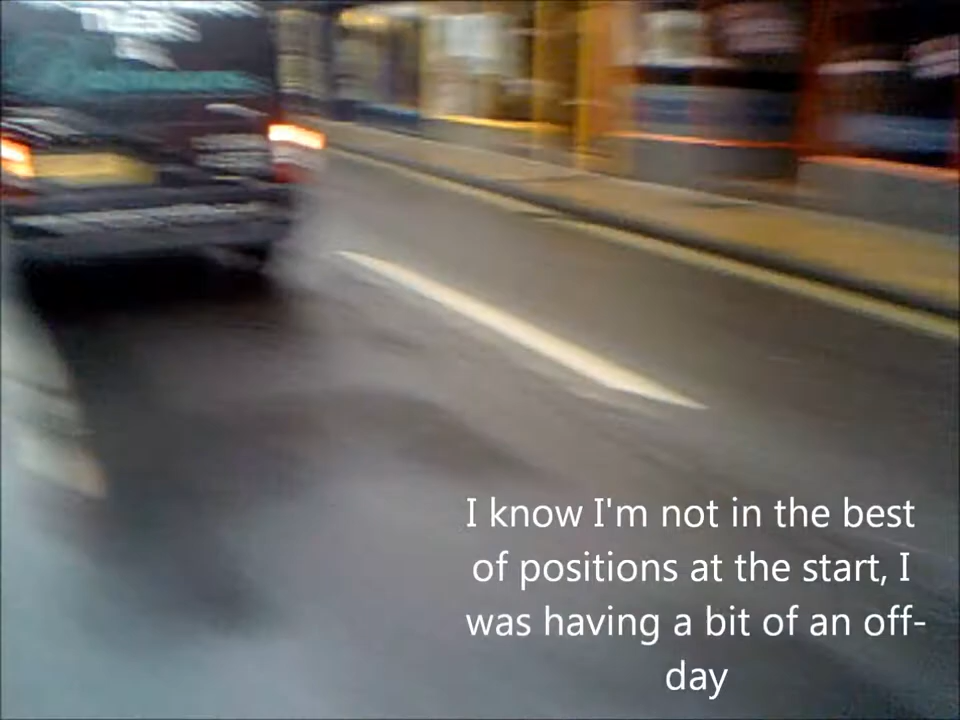 I know I'm not in the best
of positions at the start, I
was having a bit of an off-
day